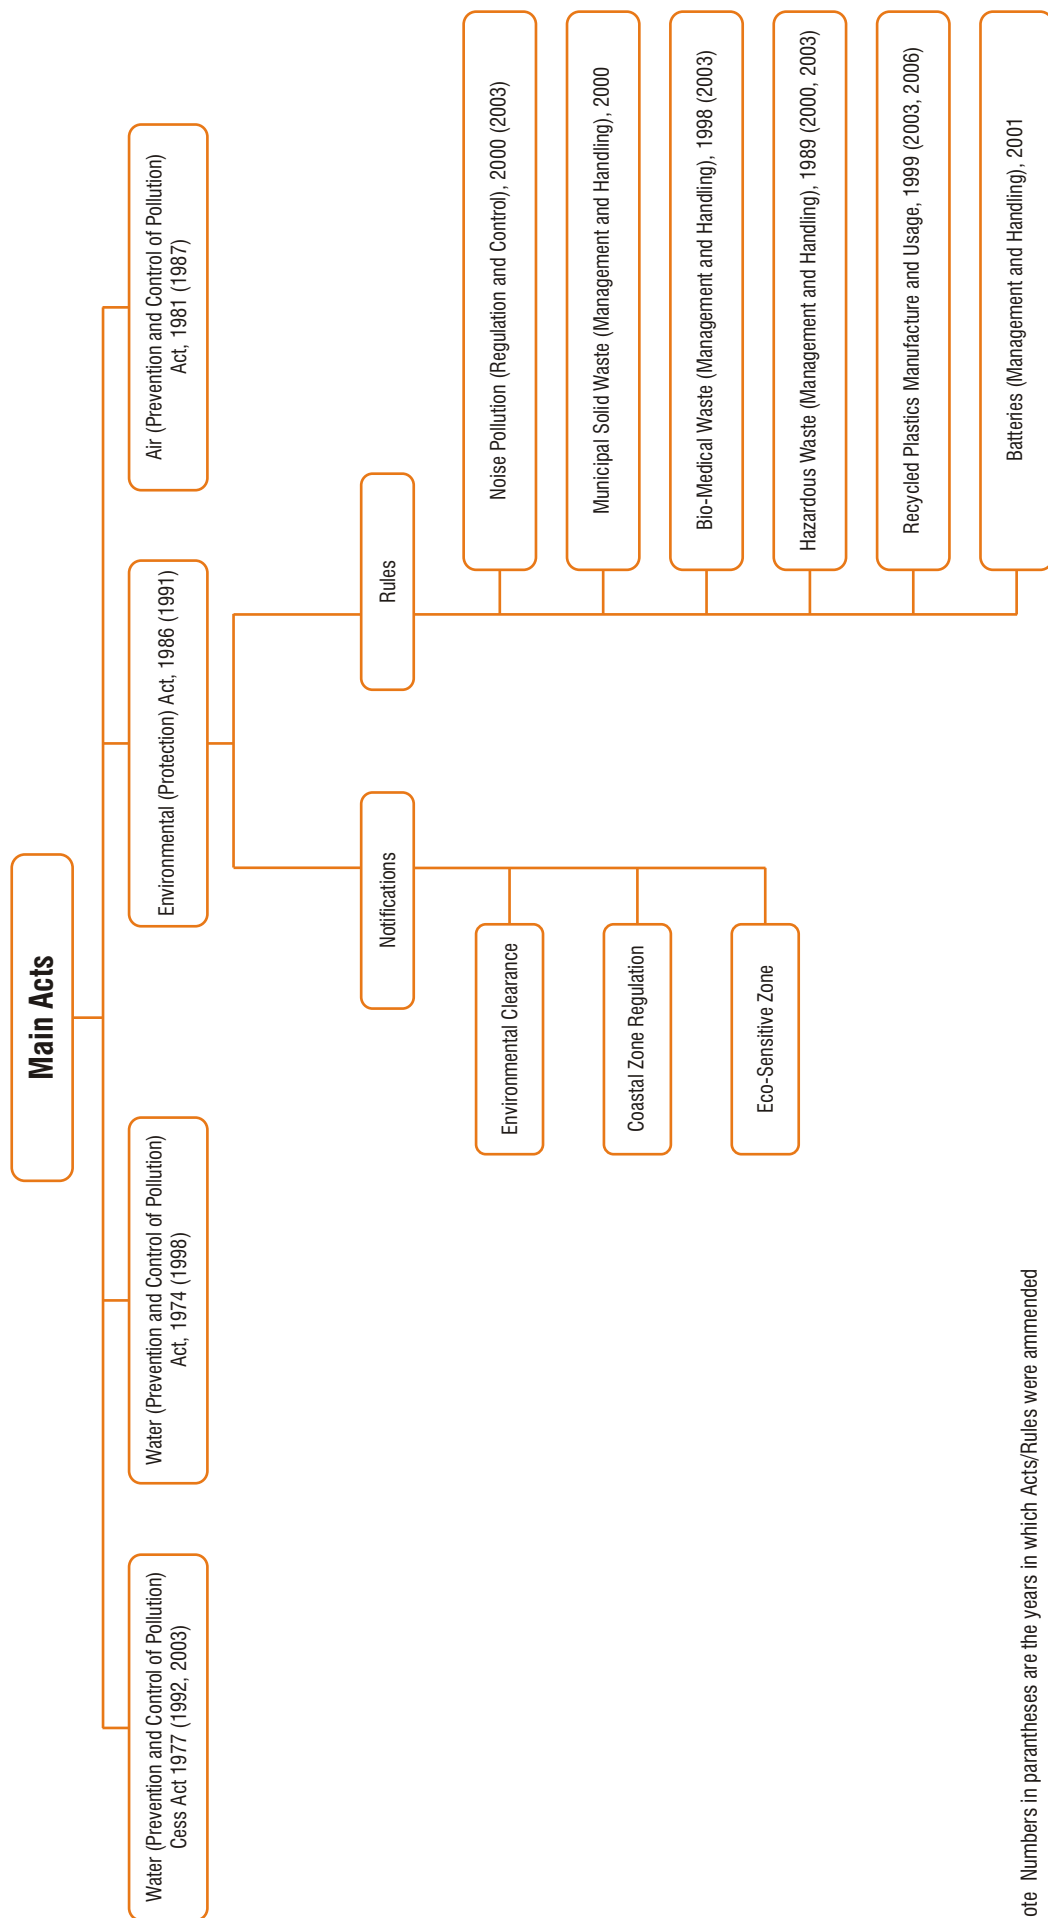 Main Acts
Water (Prevention and Control of Pollution)
Cess Act 1977 (1992, 2003)
Water (Prevention and Control of Pollution)
Act, 1974 (1998)
Environmental (Protection) Act, 1986 (1991)
Air (Prevention and Control of Pollution)
Act, 1981 (1987)
Notifications
Rules
Environmental Clearance
Coastal Zone Regulation
Eco-Sensitive Zone
Noise Pollution (Regulation and Control), 2000 (2003)
Municipal Solid Waste (Management and Handling), 2000
Bio-Medical Waste (Management and Handling), 1998 (2003)
Hazardous Waste (Management and Handling), 1989 (2000, 2003)
Recycled Plastics Manufacture and Usage, 1999 (2003, 2006)
Batteries (Management and Handling), 2001
ote Numbers in parantheses are the years in which Acts/Rules were ammended